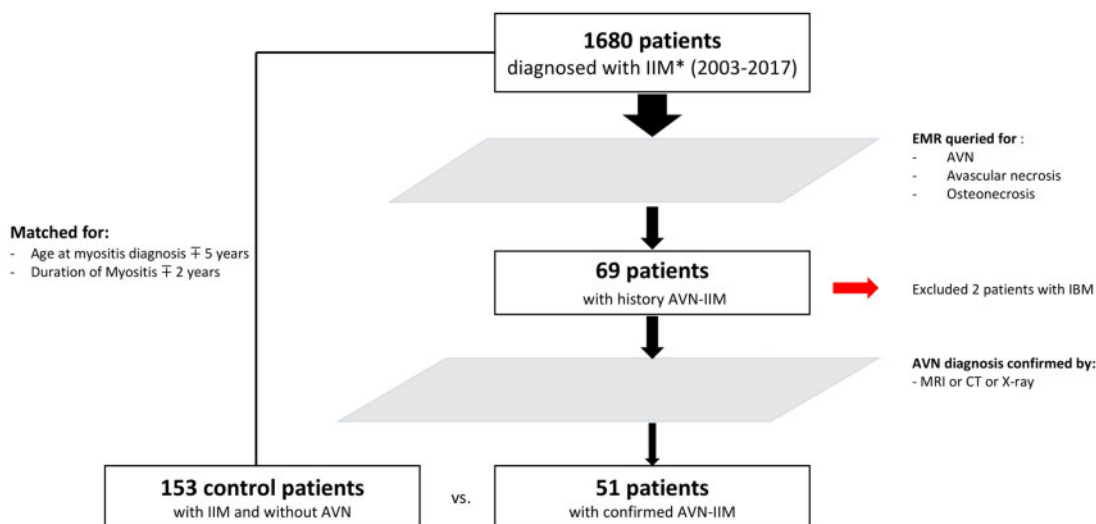 1680 patients
diagnosed with IIM* (2003-2017)
EMR queried for :
- AVN
- Avascular necrosis
- Osteonecrosis
Matched for:
- Age at myositis diagnosis ∓ 5 years
- Duration of Myositis ∓ 2 years
69 patients
with history AVN-IIM
Excluded 2 patients with IBM
AVN diagnosis confirmed by:
- MRI or CT or X-ray
153 control patients
with IIM and without AVN
vs.
51 patients
with confirmed AVN-IIM